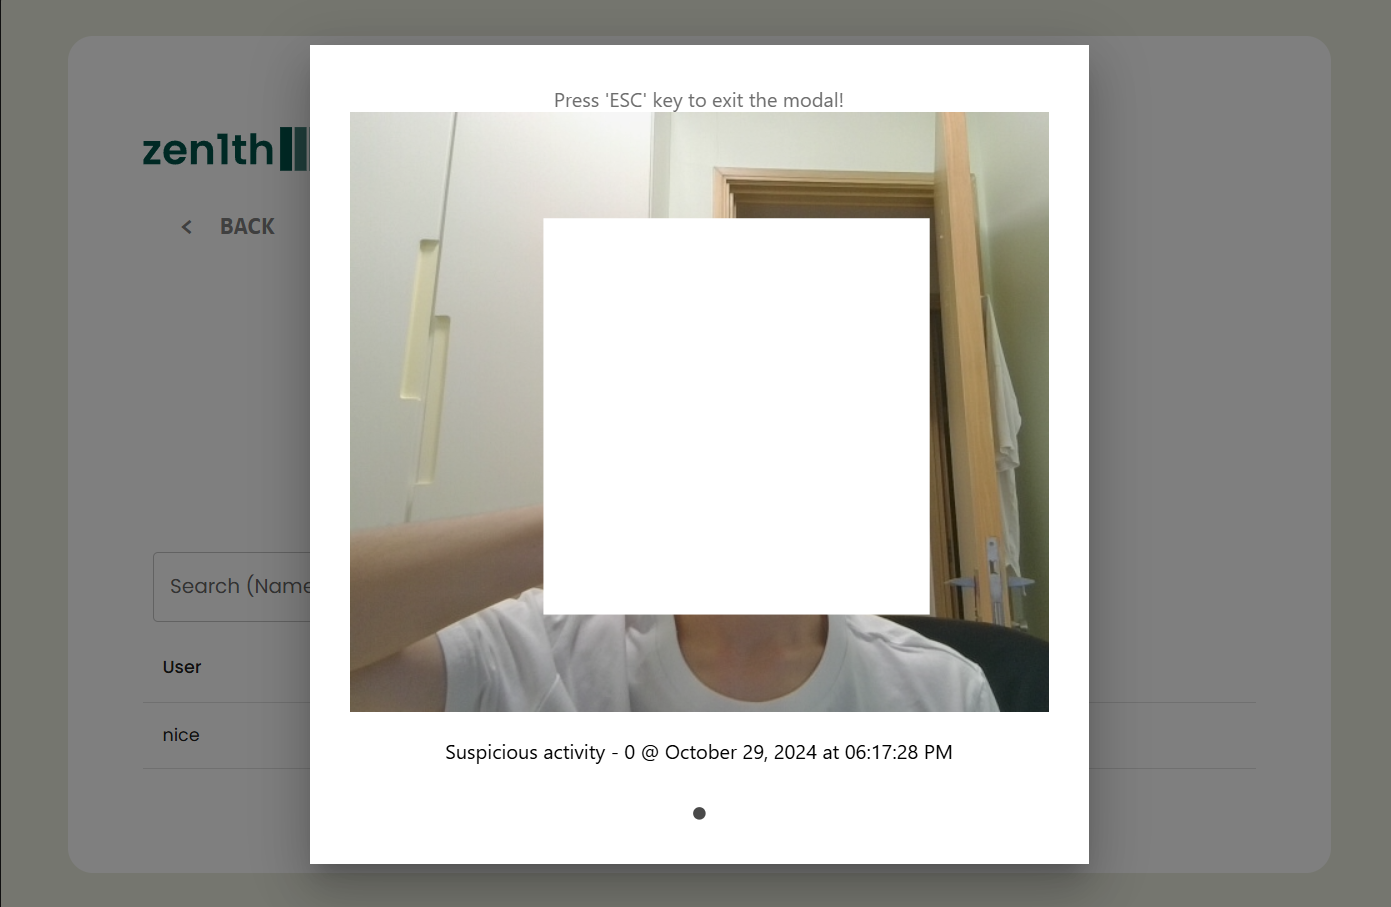 Press 'ESC' key to exit the modal!
zen1th
BACK
Search (Name
User
nice
Suspicious activity - 0 @ October 29, 2024 at 06:17:28 PM